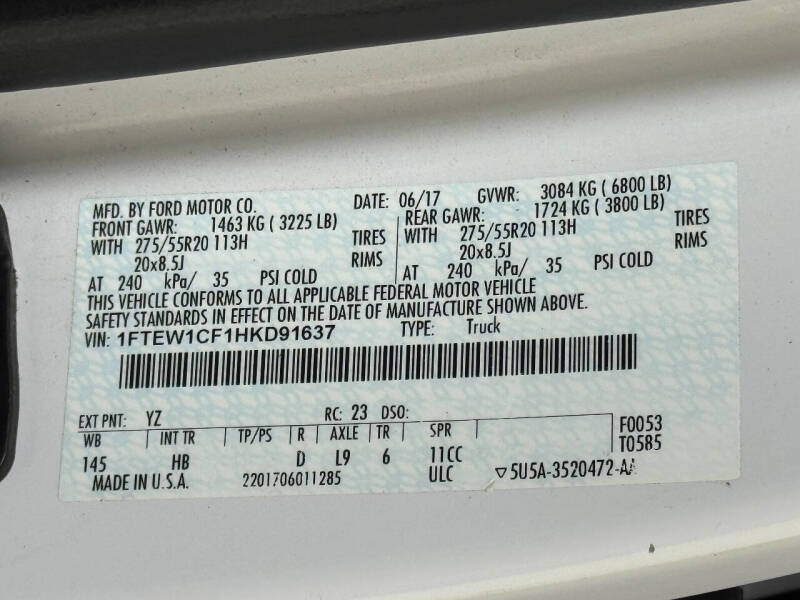 MFD. BY FORD MOTOR CO. DATE: 06/17 GVWR: 3084 KG ( 6800 LB)
FRONT GAWR: 1463 KG ( 3225 LB) REAR GAWR: 1724 KG ( 3800 LB)
WITH 275/55R20 113H TIRES WITH 275/55R20 113H TIRES
20x8.5J RIMS 20x8.5J RIMS
AT 240 kPa/ 35 PSI COLD AT 240 kPa/ 35 PSI COLD
THIS VEHICLE CONFORMS TO ALL APPLICABLE FEDERAL MOTOR VEHICLE
SAFETY STANDARDS IN EFFECT ON THE DATE OF MANUFACTURE SHOWN ABOVE.
VIN: 1FTEW1CF1HKD91637 TYPE: Truck
EXT PNT: YZ RC: 23 DSO: F0053
WB INT TR TP/PS R AXLE TR SPR T0585
145 HB D L9 6 11CC
MADE IN U.S.A. 2201706011285 ULC ▽5U5A-3520472-AA